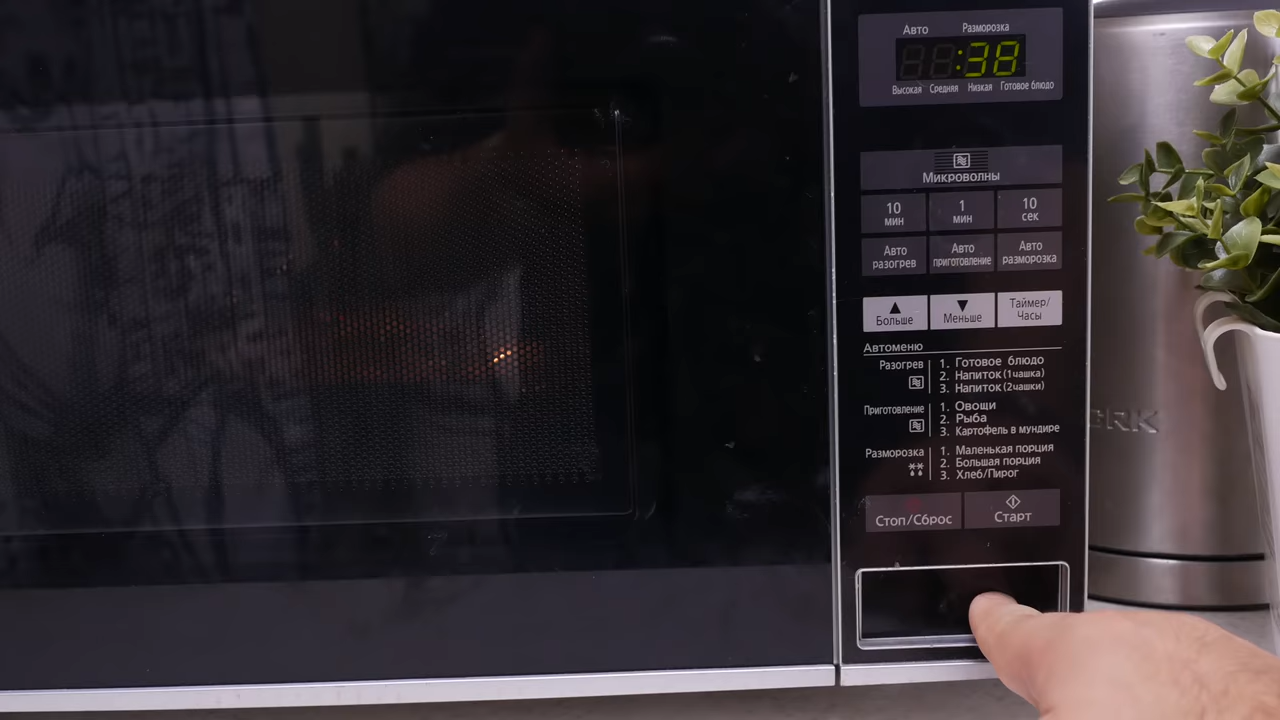 Авто Разморозка
:38
Высокая Средняя Низкая Готовое блюдо
Микроволны
10 мин
1 мин
10 сек
Авто разогрев
Авто приготовление
Авто разморозка
Больше
Меньше
Таймер/Часы
Автоменю
Разогрев
1. Готовое блюдо
2. Напиток (1чашка)
3. Напиток (2чашки)
Приготовление
1. Овощи
2. Рыба
3. Картофель в мундире
Разморозка
1. Маленькая порция
2. Большая порция
3. Хлеб/Пирог
Стоп/Сброс
Старт